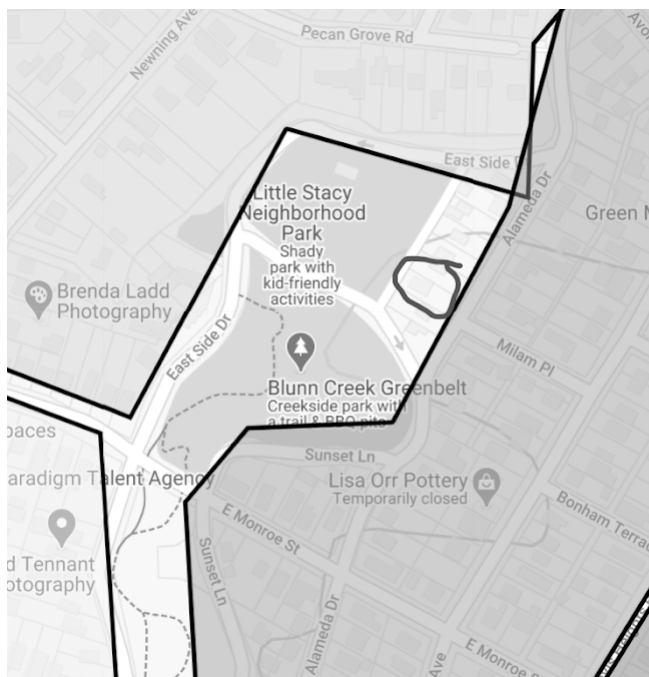 Pecan Grove Rd
Newning Ave
East Side D
Alameda Dr
Green M
Little Stacy
Neighborhood
Park
Shady
park with
kid-friendly
activities
Brenda Ladd
Photography
East Side Dr
Milam Pl
Blunn Creek Greenbelt
Creekside park with
a trail & BBQ pits
paces
Sunset Ln
aradigm Talent Agency
Lisa Orr Pottery
Temporarily closed
E Monroe St
Bonham Terrac
d Tennant
otography
Sunset Ln
Alameda Dr
Ave
E Monroe S